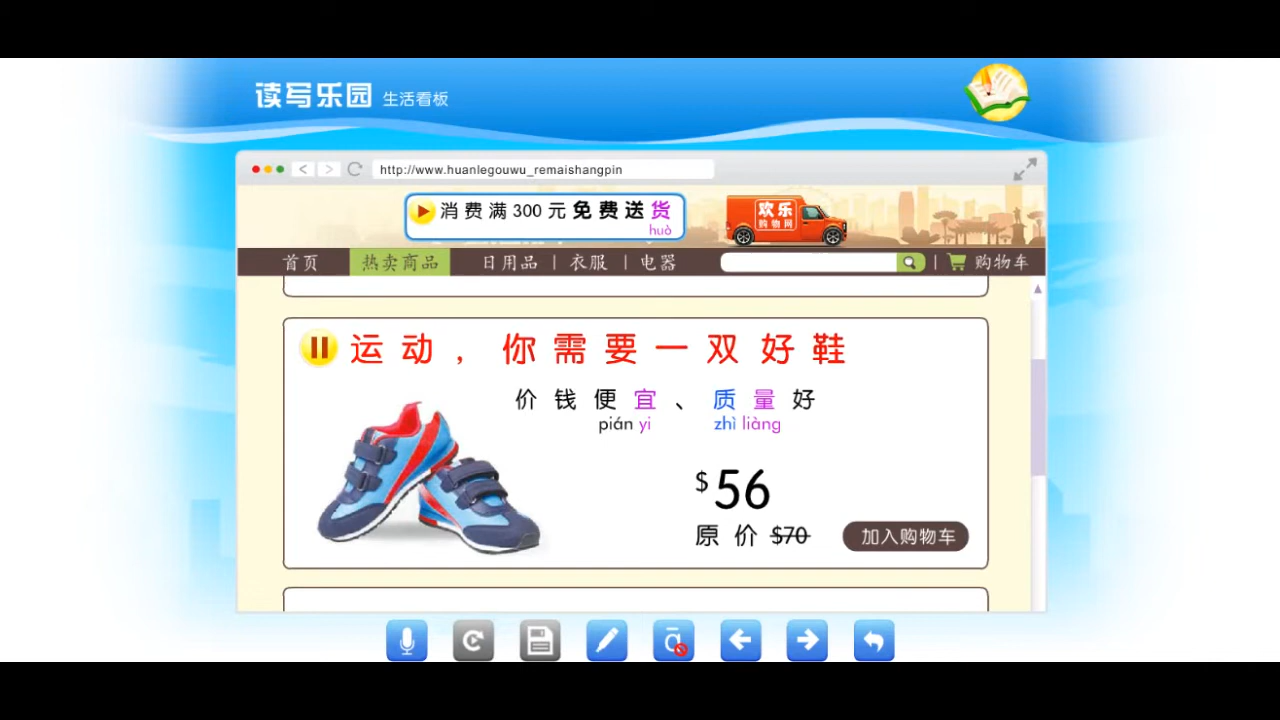 读写乐园 生活看板
http://www.huanlegouwu_remaishangpin
消费满300元免费送货
huò
欢乐
购物网
首页 热卖商品 日用品 | 衣服 | 电器 | 购物车
运动，你需要一双好鞋
价钱便宜、质量好
pián yi zhì liàng
$56
原价 $70
加入购物车
ā